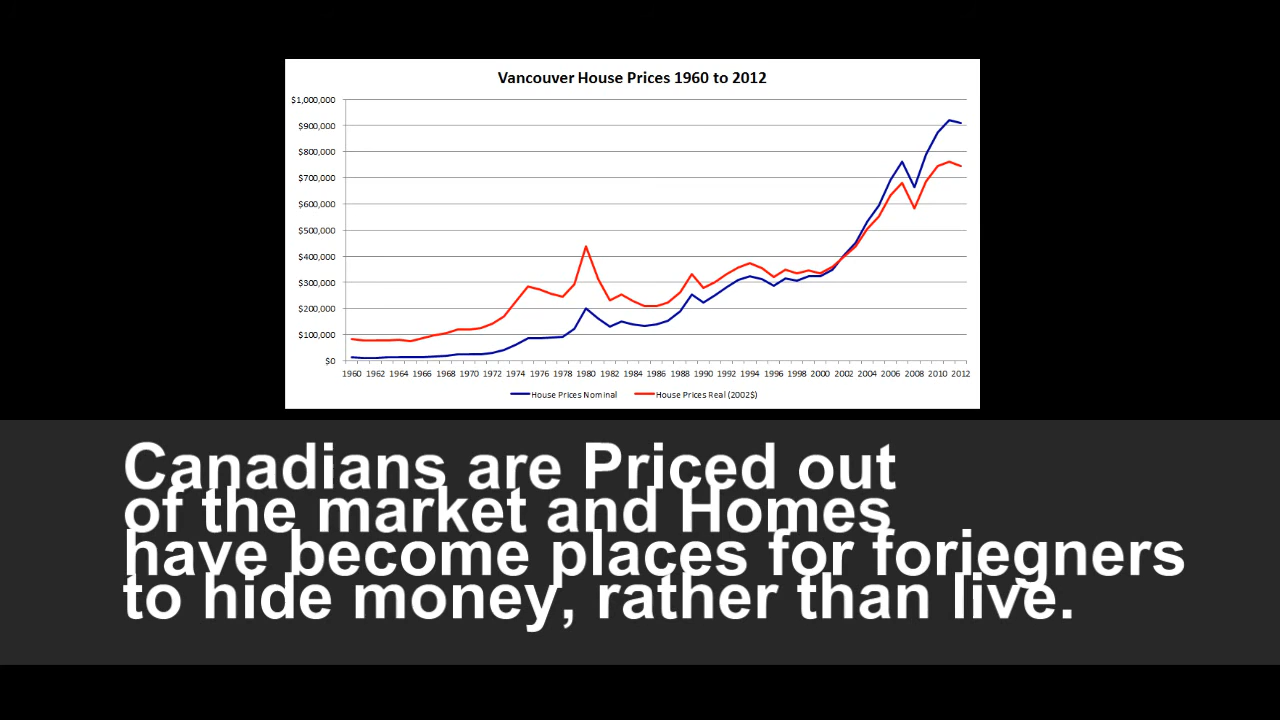 Vancouver House Prices 1960 to 2012
$1,000,000
$900,000
$800,000
$700,000
$600,000
$500,000
$400,000
$300,000
$200,000
$100,000
$0
1960 1962 1964 1966 1968 1970 1972 1974 1976 1978 1980 1982 1984 1986 1988 1990 1992 1994 1996 1998 2000 2002 2004 2006 2008 2010 2012
House Prices Nominal House Prices Real (2002$)
Canadians are Priced out
of the market and Homes
have become places for foriegners
to hide money, rather than live.